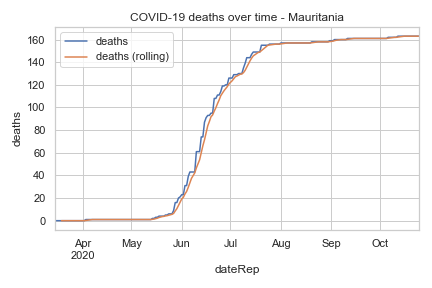 COVID-19 deaths over time - Mauritania
deaths
deaths (rolling)
160
140
120
100
80
60
40
20
0
deaths
Apr May Jun Jul Aug Sep Oct
2020
dateRep